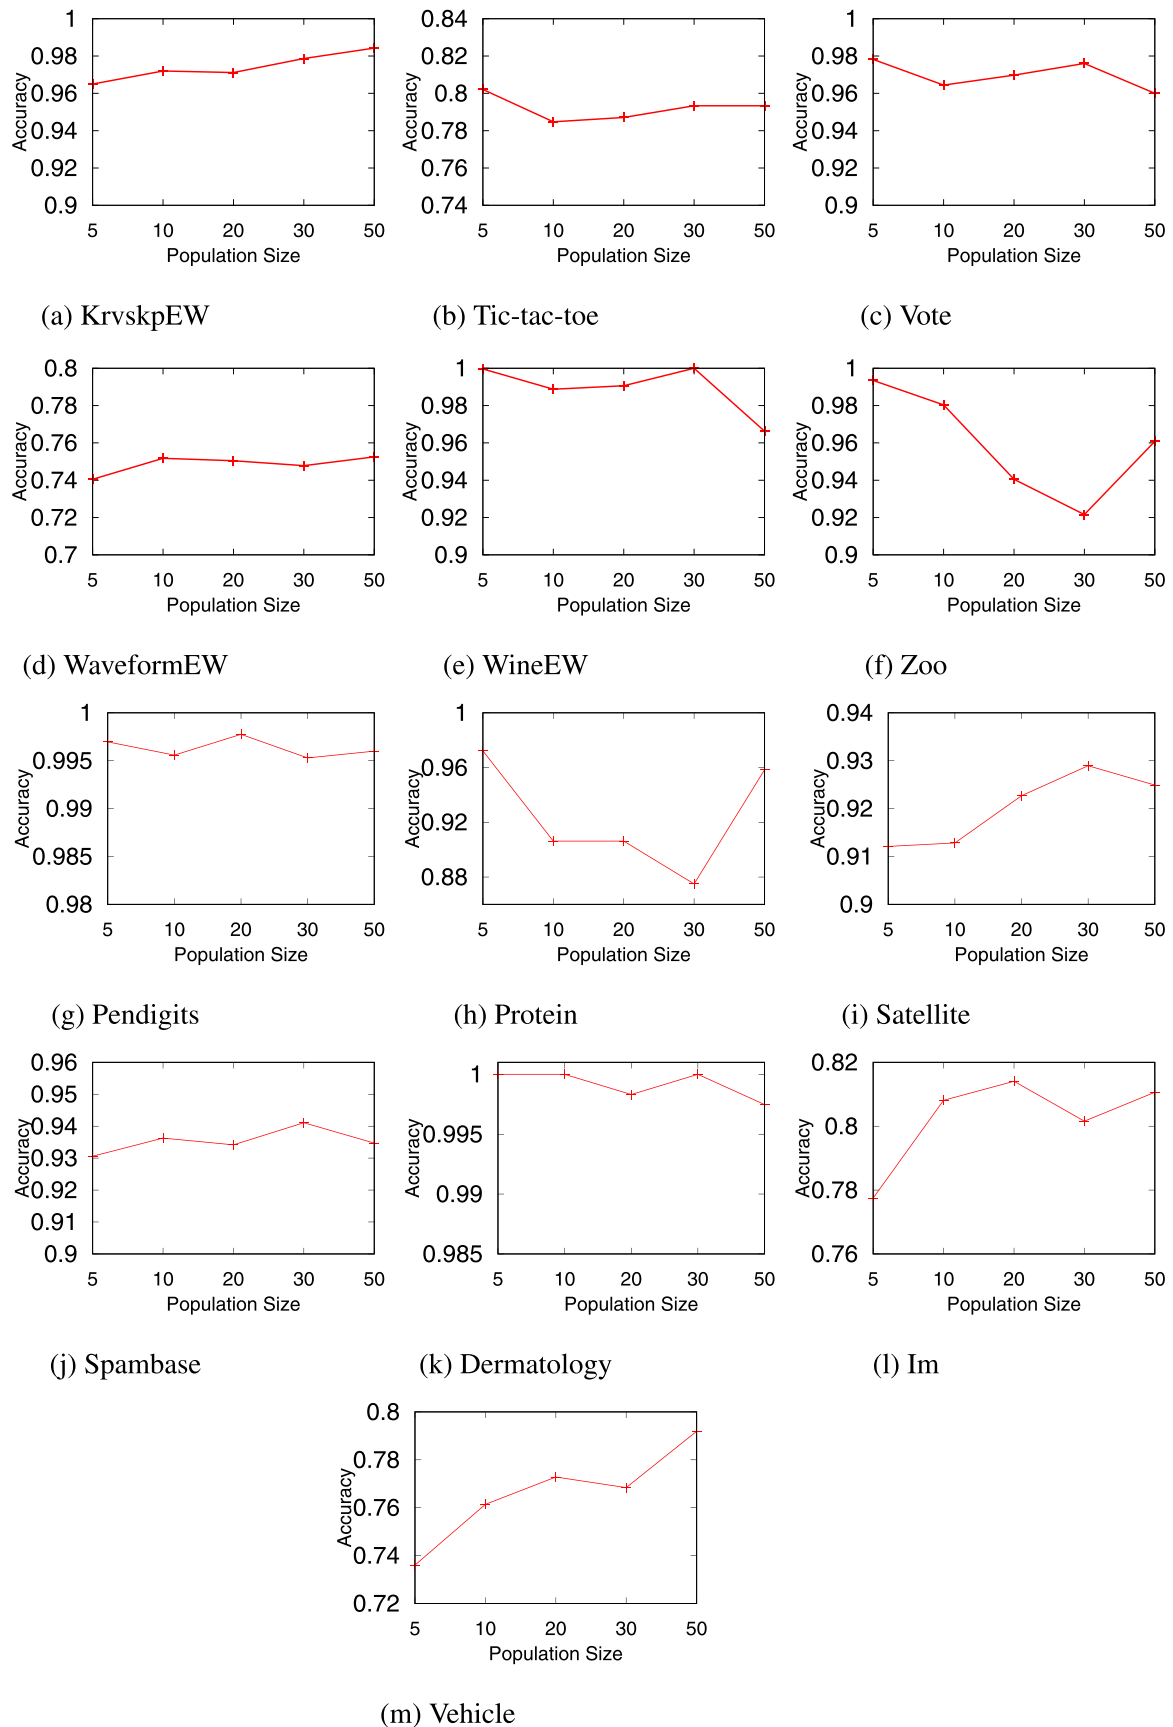 1
0.98
0.96
0.94
0.92
0.9
Accuracy
5 10 20 30 50
Population Size
(a) KrvskpEW
0.84
0.82
0.8
0.78
0.76
0.74
Accuracy
5 10 20 30 50
Population Size
(b) Tic-tac-toe
1
0.98
0.96
0.94
0.92
0.9
Accuracy
5 10 20 30 50
Population Size
(c) Vote
0.8
0.78
0.76
0.74
0.72
0.7
Accuracy
5 10 20 30 50
Population Size
(d) WaveformEW
1
0.98
0.96
0.94
0.92
0.9
Accuracy
5 10 20 30 50
Population Size
(e) WineEW
1
0.98
0.96
0.94
0.92
0.9
Accuracy
5 10 20 30 50
Population Size
(f) Zoo
1
0.995
0.99
0.985
0.98
Accuracy
5 10 20 30 50
Population Size
(g) Pendigits
1
0.96
0.92
0.88
Accuracy
5 10 20 30 50
Population Size
(h) Protein
0.94
0.93
0.92
0.91
0.9
Accuracy
5 10 20 30 50
Population Size
(i) Satellite
0.96
0.95
0.94
0.93
0.92
0.91
0.9
Accuracy
5 10 20 30 50
Population Size
(j) Spambase
1
0.995
0.99
0.985
Accuracy
5 10 20 30 50
Population Size
(k) Dermatology
0.82
0.8
0.78
0.76
Accuracy
5 10 20 30 50
Population Size
(l) Im
0.8
0.78
0.76
0.74
0.72
Accuracy
5 10 20 30 50
Population Size
(m) Vehicle